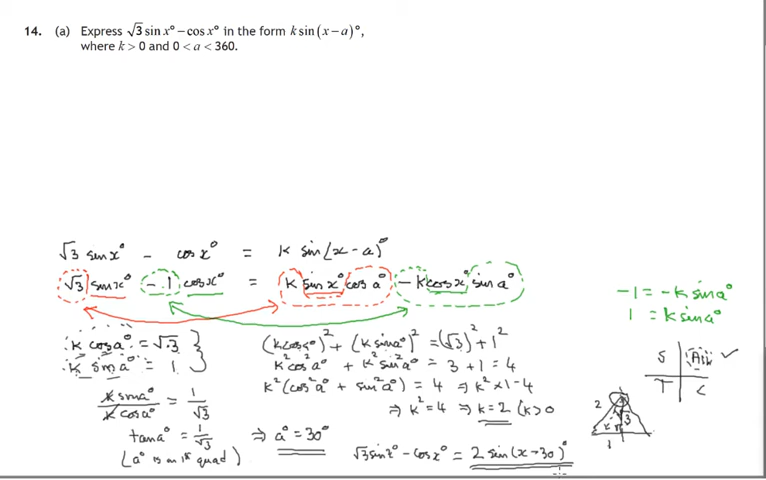 14. (a) Express √3 sin x° − cos x° in the form k sin(x − a)°,
where k > 0 and 0 < a < 360.
√3 sin x° − cos x° = k sin(x − a)°
√3 sin x° − 1 cos x° = k sin x° cos a° − k cos x° sin a°
−1 = −k sin a°
1 = k sin a°
k cos a° = √3
k sin a° = 1
(k cos a°)² + (k sin a°)² = (√3)² + 1²
k² cos² a° + k² sin² a° = 3 + 1 = 4
k² (cos² a° + sin² a°) = 4 ⇒ k² × 1 = 4
⇒ k² = 4 ⇒ k = 2 (k > 0
k sin a° / k cos a° = 1/√3
tan a° = 1/√3 ⇒ a° = 30°
(a° is in 1st quad)
√3 sin x° − cos x° = 2 sin(x − 30)°
S All ✓
T C
2 √3
1